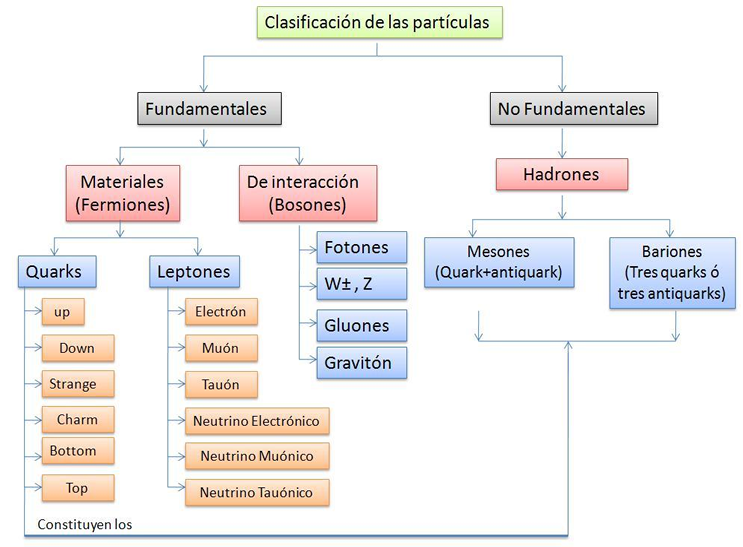 Clasificación de las partículas
Fundamentales
No Fundamentales
Materiales
(Fermiones)
De interacción
(Bosones)
Hadrones
Quarks
Leptones
Fotones
W± , Z
Gluones
Gravitón
Mesones
(Quark+antiquark)
Bariones
(Tres quarks ó
tres antiquarks)
up
Down
Strange
Charm
Bottom
Top
Electrón
Muón
Tauón
Neutrino Electrónico
Neutrino Muónico
Neutrino Tauónico
Constituyen los